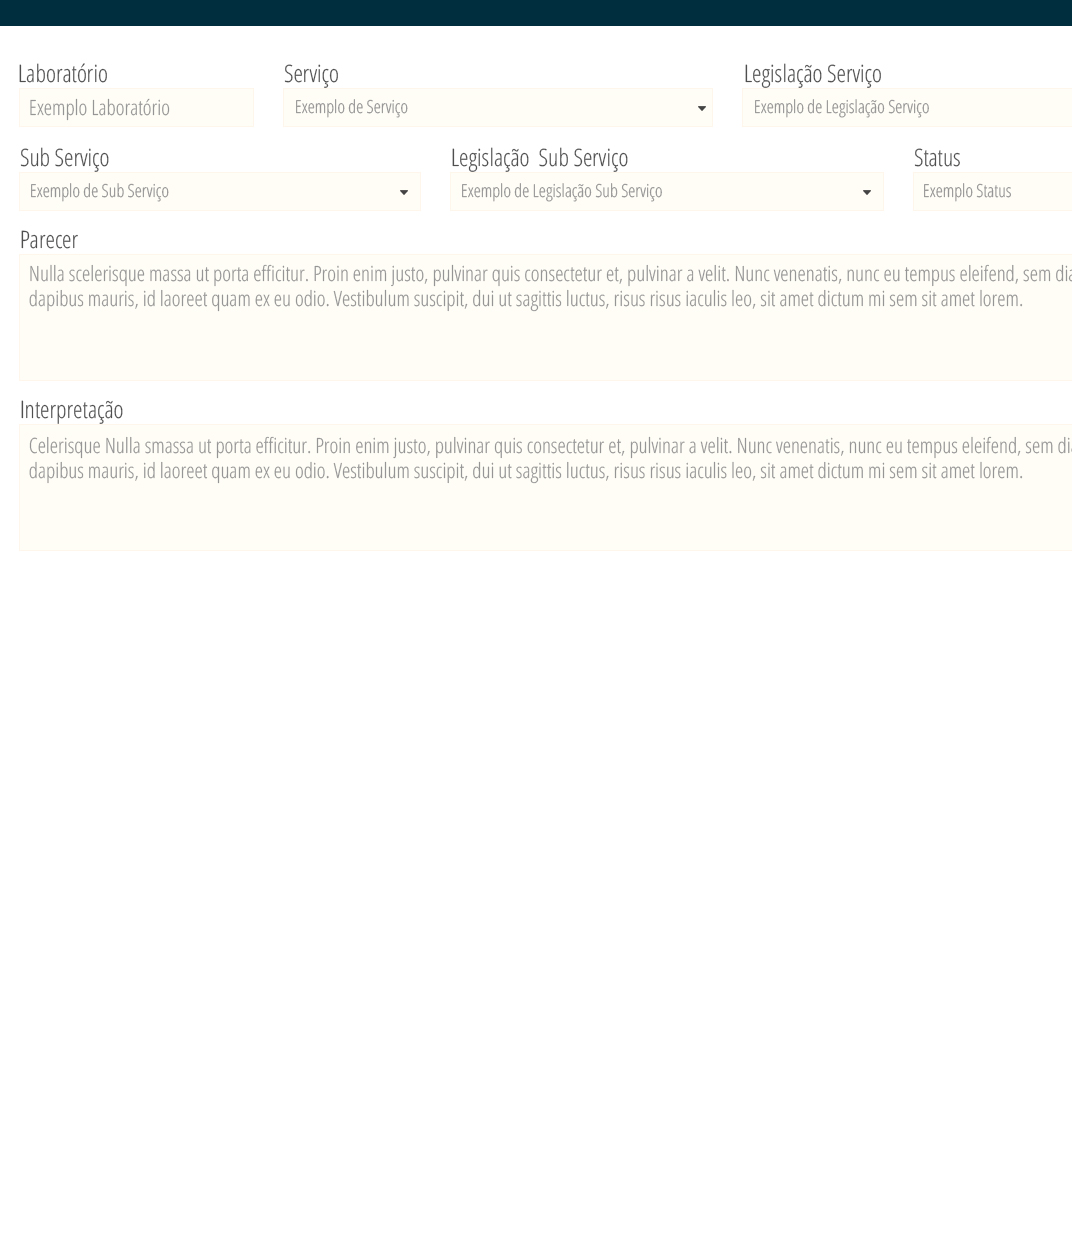 Laboratório Serviço Legislação Serviço
Exemplo Laboratório Exemplo de Serviço Exemplo de Legislação Serviço
Sub Serviço Legislação Sub Serviço Status
Exemplo de Sub Serviço Exemplo de Legislação Sub Serviço Exemplo Status
Parecer
Nulla scelerisque massa ut porta efficitur. Proin enim justo, pulvinar quis consectetur et, pulvinar a velit. Nunc venenatis, nunc eu tempus eleifend, sem
dapibus mauris, id laoreet quam ex eu odio. Vestibulum suscipit, dui ut sagittis luctus, risus risus iaculis leo, sit amet dictum mi sem sit amet lorem.
Interpretação
Celerisque Nulla smassa ut porta efficitur. Proin enim justo, pulvinar quis consectetur et, pulvinar a velit. Nunc venenatis, nunc eu tempus eleifend, sem
dapibus mauris, id laoreet quam ex eu odio. Vestibulum suscipit, dui ut sagittis luctus, risus risus iaculis leo, sit amet dictum mi sem sit amet lorem.